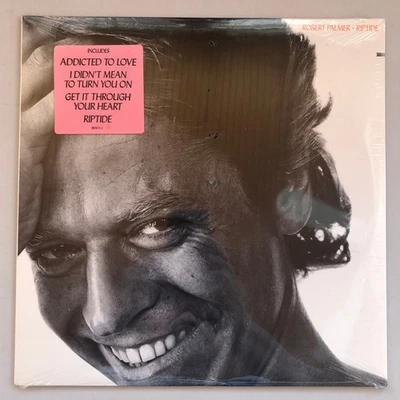 ROBERT PALMER • RIPTIDE
INCLUDES
ADDICTED TO LOVE
I DIDN'T MEAN
TO TURN YOU ON
GET IT THROUGH
YOUR HEART
RIPTIDE